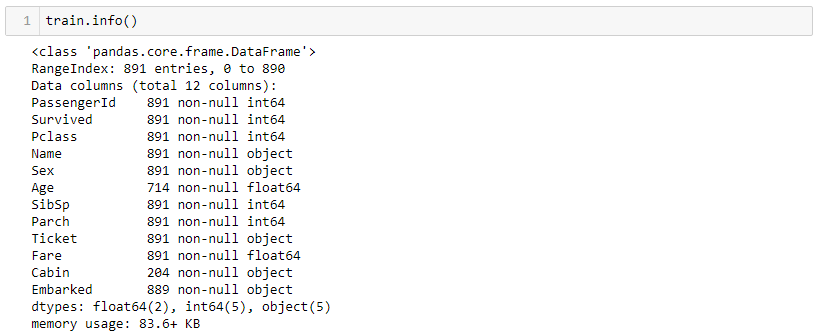 1 train.info()
<class 'pandas.core.frame.DataFrame'>
RangeIndex: 891 entries, 0 to 890
Data columns (total 12 columns):
PassengerId    891 non-null int64
Survived       891 non-null int64
Pclass         891 non-null int64
Name           891 non-null object
Sex            891 non-null object
Age            714 non-null float64
SibSp          891 non-null int64
Parch          891 non-null int64
Ticket         891 non-null object
Fare           891 non-null float64
Cabin          204 non-null object
Embarked       889 non-null object
dtypes: float64(2), int64(5), object(5)
memory usage: 83.6+ KB